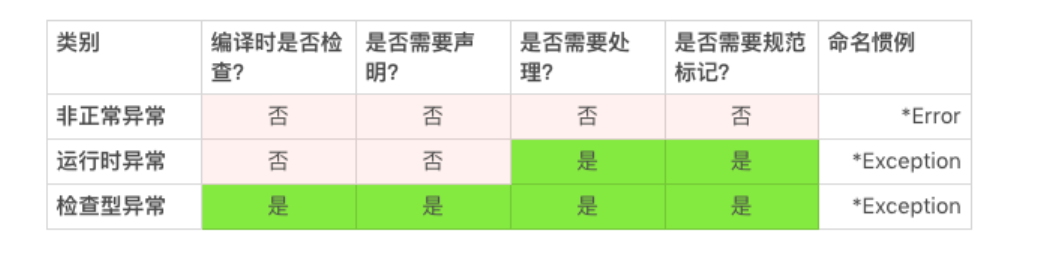 类别 编译时是否检 是否需要声 是否需要处 是否需要规范 命名惯例
查? 明? 理? 标记?
非正常异常 否 否 否 否 *Error
运行时异常 否 否 是 是 *Exception
检查型异常 是 是 是 是 *Exception